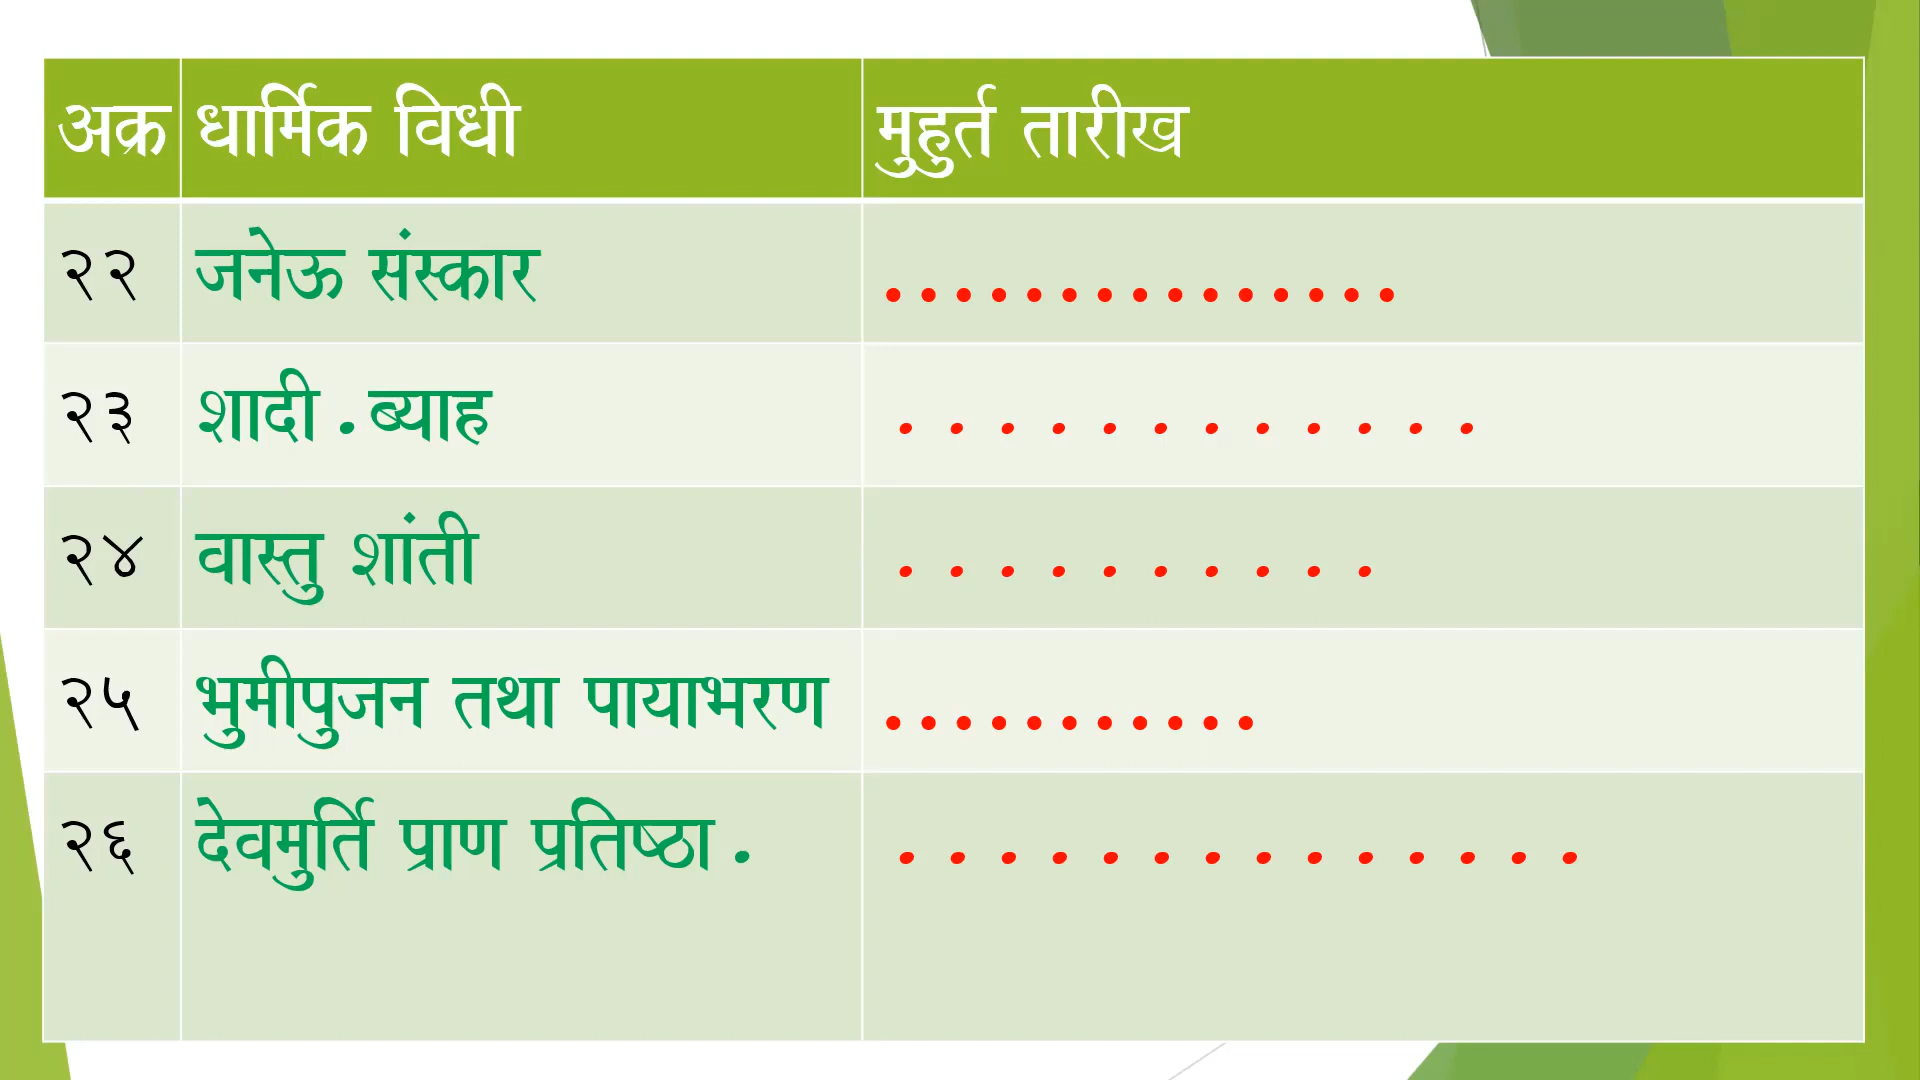 अक्र धार्मिक विधी मुहुर्त तारीख
२२ जनेऊ संस्कार ...............
२३ शादी .ब्याह . . . . . . . . . . . .
२४ वास्तु शांती . . . . . . . . . .
२५ भुमीपुजन तथा पायाभरण ...........
२६ देवमुर्ति प्राण प्रतिष्ठा . . . . . . . . . . . . . . .